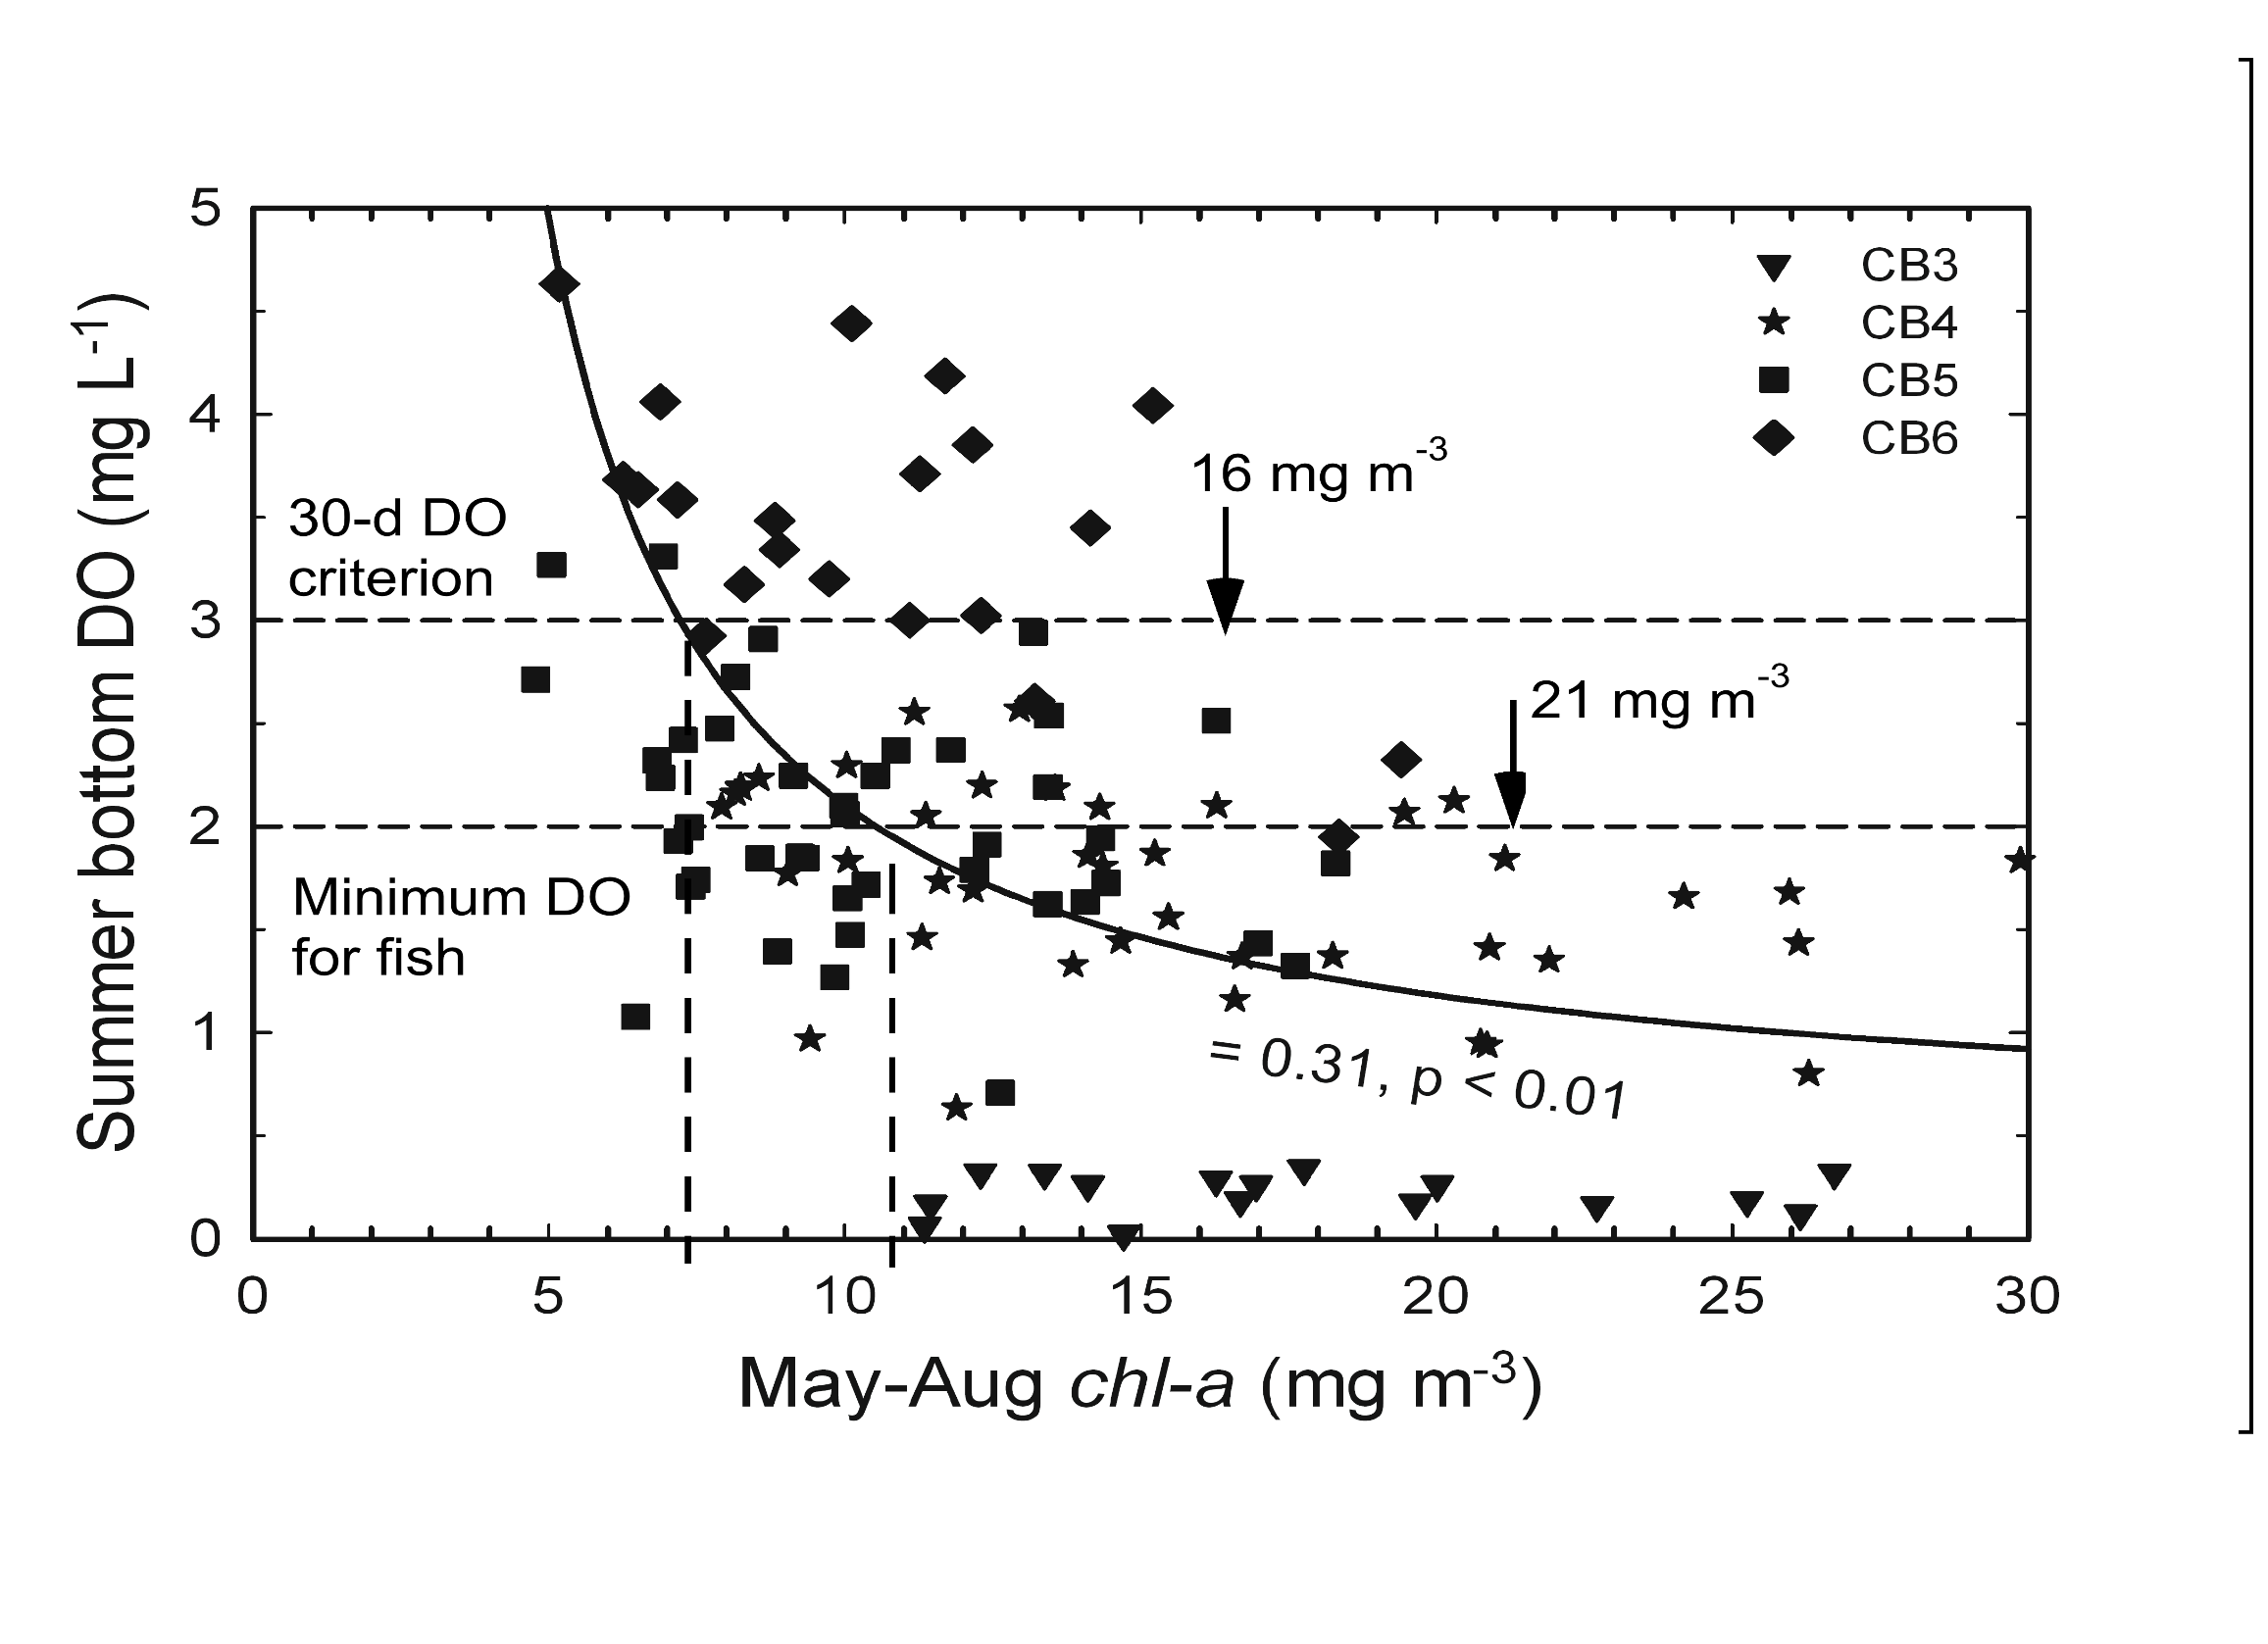 5
4
3
2
1
0
Summer bottom DO (mg L-1)
CB3
CB4
CB5
CB6
16 mg m-3
30-d DO
criterion
21 mg m-3
Minimum DO
for fish
= 0.31, p < 0.01
0 5 10 15 20 25 30
May-Aug chl-a (mg m-3)